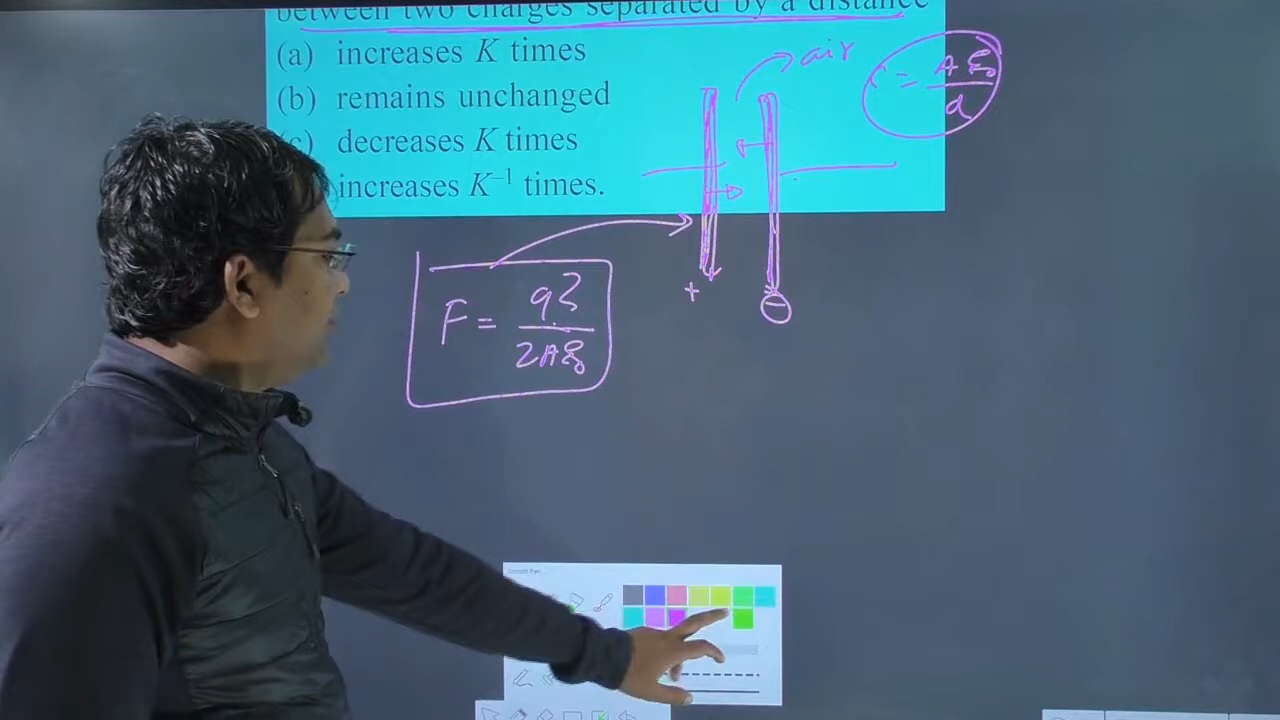 between two charges separated by a distance
(a) increases K times
(b) remains unchanged
(c) decreases K times
increases K⁻¹ times.
air
C = Aε₀/d
F = q²/2Aε₀
+
−